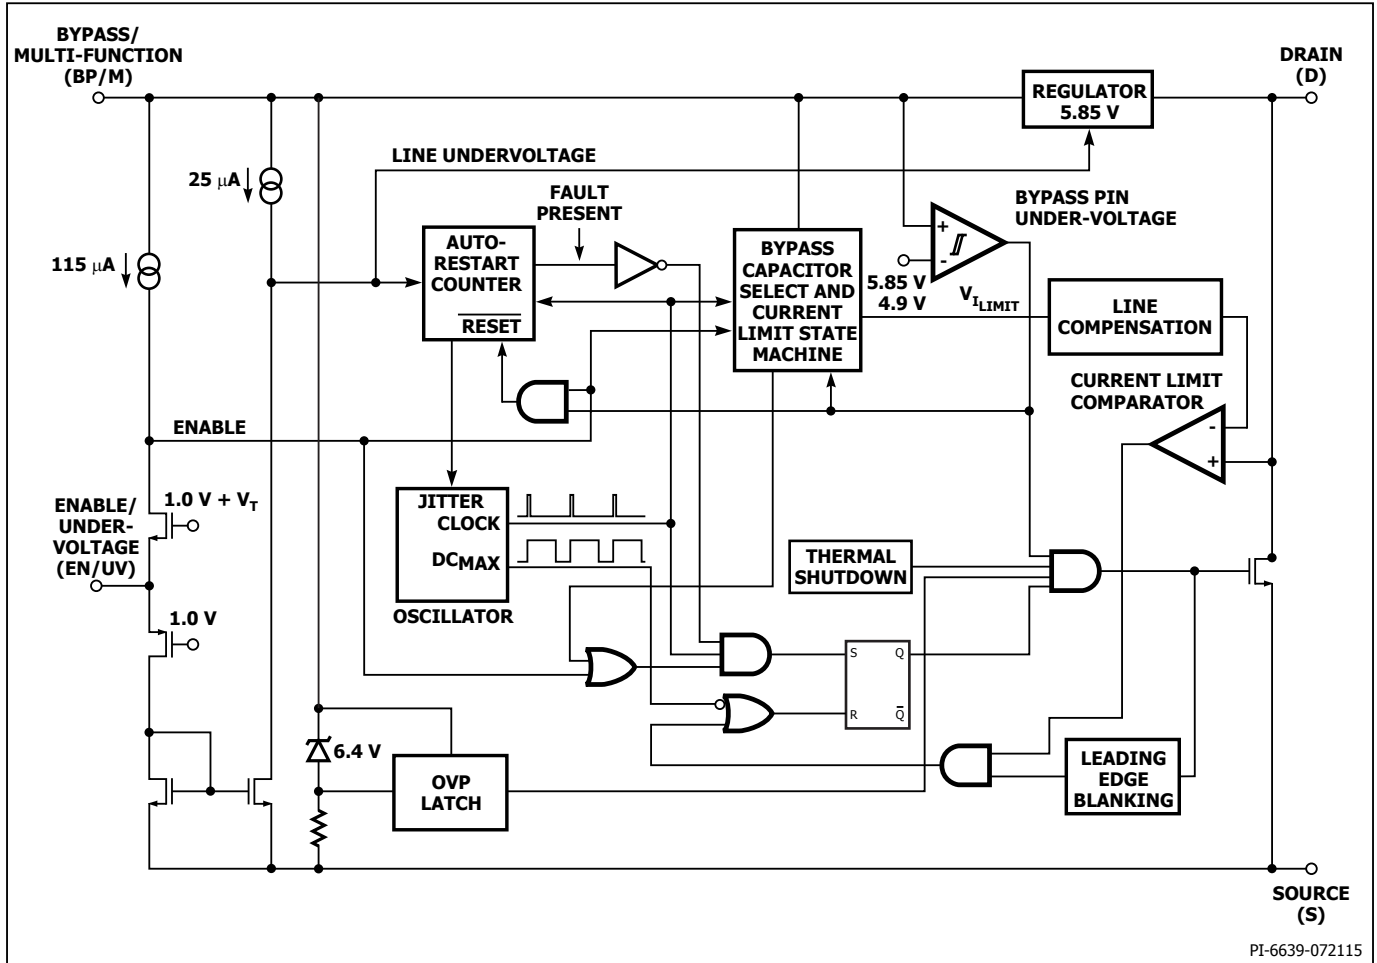 BYPASS/
MULTI-FUNCTION
(BP/M)
DRAIN
(D)
REGULATOR
5.85 V
LINE UNDERVOLTAGE
25 μA
FAULT
PRESENT
BYPASS PIN
UNDER-VOLTAGE
115 μA
AUTO-
RESTART
COUNTER
RESET
BYPASS
CAPACITOR
SELECT AND
CURRENT
LIMIT STATE
MACHINE
+
-
5.85 V
4.9 V
VILIMIT
LINE
COMPENSATION
CURRENT LIMIT
COMPARATOR
-
+
ENABLE
1.0 V + VT
ENABLE/
UNDER-
VOLTAGE
(EN/UV)
JITTER
CLOCK
DCMAX
OSCILLATOR
THERMAL
SHUTDOWN
1.0 V
S Q
R Q̅
6.4 V
OVP
LATCH
LEADING
EDGE
BLANKING
SOURCE
(S)
PI-6639-072115